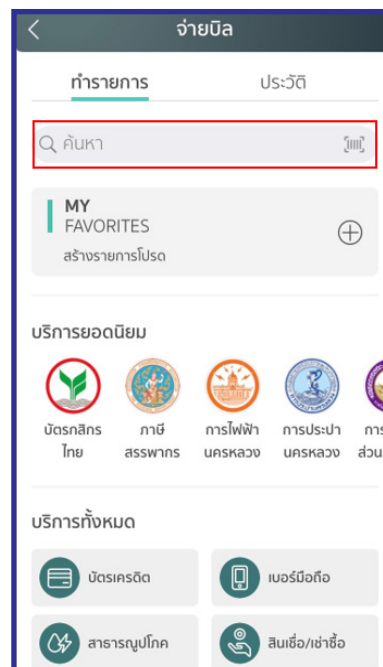 จ่ายบิล
ทำรายการ ประวัติ
ค้นหา
MY
FAVORITES
สร้างรายการโปรด
บริการยอดนิยม
บัตรกสิกร ภาษี การไฟฟ้า การประปา
ไทย สรรพากร นครหลวง นครหลวง
บริการทั้งหมด
บัตรเครดิต เบอร์มือถือ
สาธารณูปโภค สินเชื่อ/เช่าซื้อ